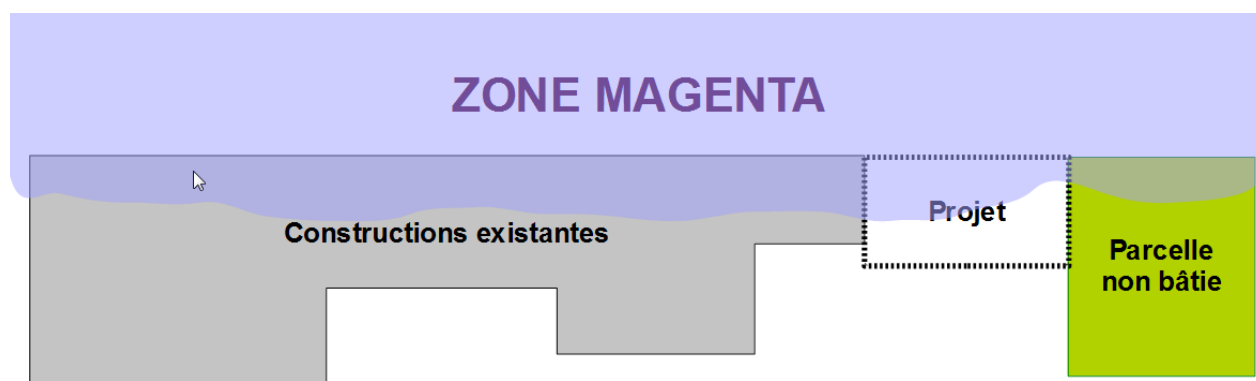 ZONE MAGENTA
Projet
Constructions existantes
Parcelle
non bâtie